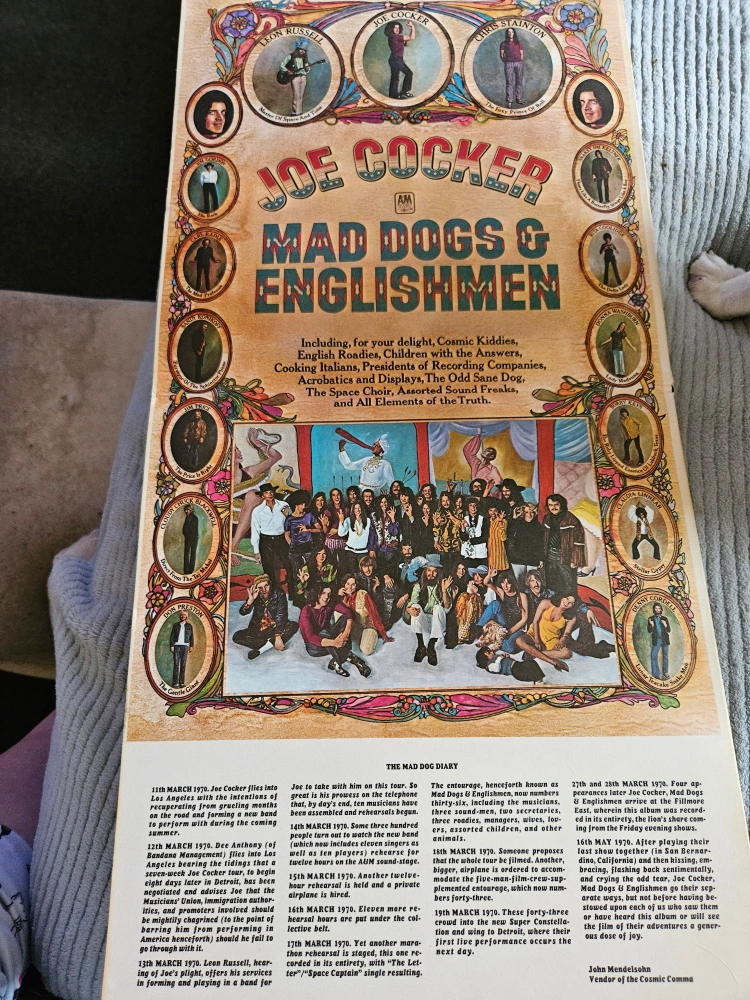 LEON RUSSELL
JOE COCKER
CHRIS STAINTON
Master Of Space And Time
The Foxy Prince Of Bolt
JOE COCKER
A&M
MAD DOGS &
ENGLISHMEN
Including, for your delight, Cosmic Kiddies,
English Roadies, Children with the Answers,
Cooking Italians, Presidents of Recording Companies,
Acrobatics and Displays, The Odd Sane Dog,
The Space Choir, Assorted Sound Freaks,
and All Elements of the Truth.
JIM PRICE
The Price Is Right
DONNA WASHBURN
BOBBY KEYS
CLAUDIA LENNEAR
Stellar Gypsy
DON PRESTON
The Gentle Giant
DENNY CORDELL
THE MAD DOG DIARY
11th MARCH 1970. Joe Cocker flies into
Los Angeles with the intentions of
recuperating from grueling months
on the road and forming a new band
to perform with during the coming
summer.
12th MARCH 1970. Dee Anthony (of
Bandana Management) flies into Los
Angeles bearing the tidings that a
seven-week Joe Cocker tour, to begin
eight days later in Detroit, has been
negotiated and advises Joe that the
Musicians' Union, immigration author-
ities, and promoters involved should
be mightily chagrined (to the point of
barring him from performing in
America henceforth) should he fail to
go through with it.
13th MARCH 1970. Leon Russell, hear-
ing of Joe's plight, offers his services
in forming and playing in a band for
Joe to take with him on this tour. So
great is his prowess on the telephone
that, by day's end, ten musicians have
been assembled and rehearsals begun.
14th MARCH 1970. Some three hundred
people turn out to watch the new band
(which now includes eleven singers as
well as ten players) rehearse for
twelve hours on the A&M sound-stage.
15th MARCH 1970. Another twelve-
hour rehearsal is held and a private
airplane is hired.
16th MARCH 1970. Eleven more re-
hearsal hours are put under the col-
lective belt.
17th MARCH 1970. Yet another mara-
thon rehearsal is staged, this one re-
corded in its entirety, with "The Let-
ter"/"Space Captain" single resulting.
The entourage, henceforth known as
Mad Dogs & Englishmen, now numbers
thirty-six, including the musicians,
three sound-men, two secretaries,
three roadies, managers, wives, lov-
ers, assorted children, and other
animals.
18th MARCH 1970. Someone proposes
that the whole tour be filmed. Another,
bigger, airplane is ordered to accom-
modate the five-man-film-crew-sup-
plemented entourage, which now num-
bers forty-three.
19th MARCH 1970. These forty-three
crowd into the new Super Constella-
tion and wing to Detroit, where their
first live performance occurs the
next day.
27th and 28th MARCH 1970. Four ap-
pearances later Joe Cocker, Mad Dogs
& Englishmen arrive at the Fillmore
East, wherein this album was record-
ed in its entirety, the lion's share com-
ing from the Friday evening shows.
16th MAY 1970. After playing their
last show together (in San Bernar-
dino, California) and then kissing, em-
bracing, flashing back sentimentally,
and crying the odd tear, Joe Cocker,
Mad Dogs & Englishmen go their sep-
arate ways, but not before having be-
stowed upon each of us who saw them
or have heard this album or will see
the film of their adventures a gener-
ous dose of joy.
John Mendelsohn
Vendor of the Cosmic Comma